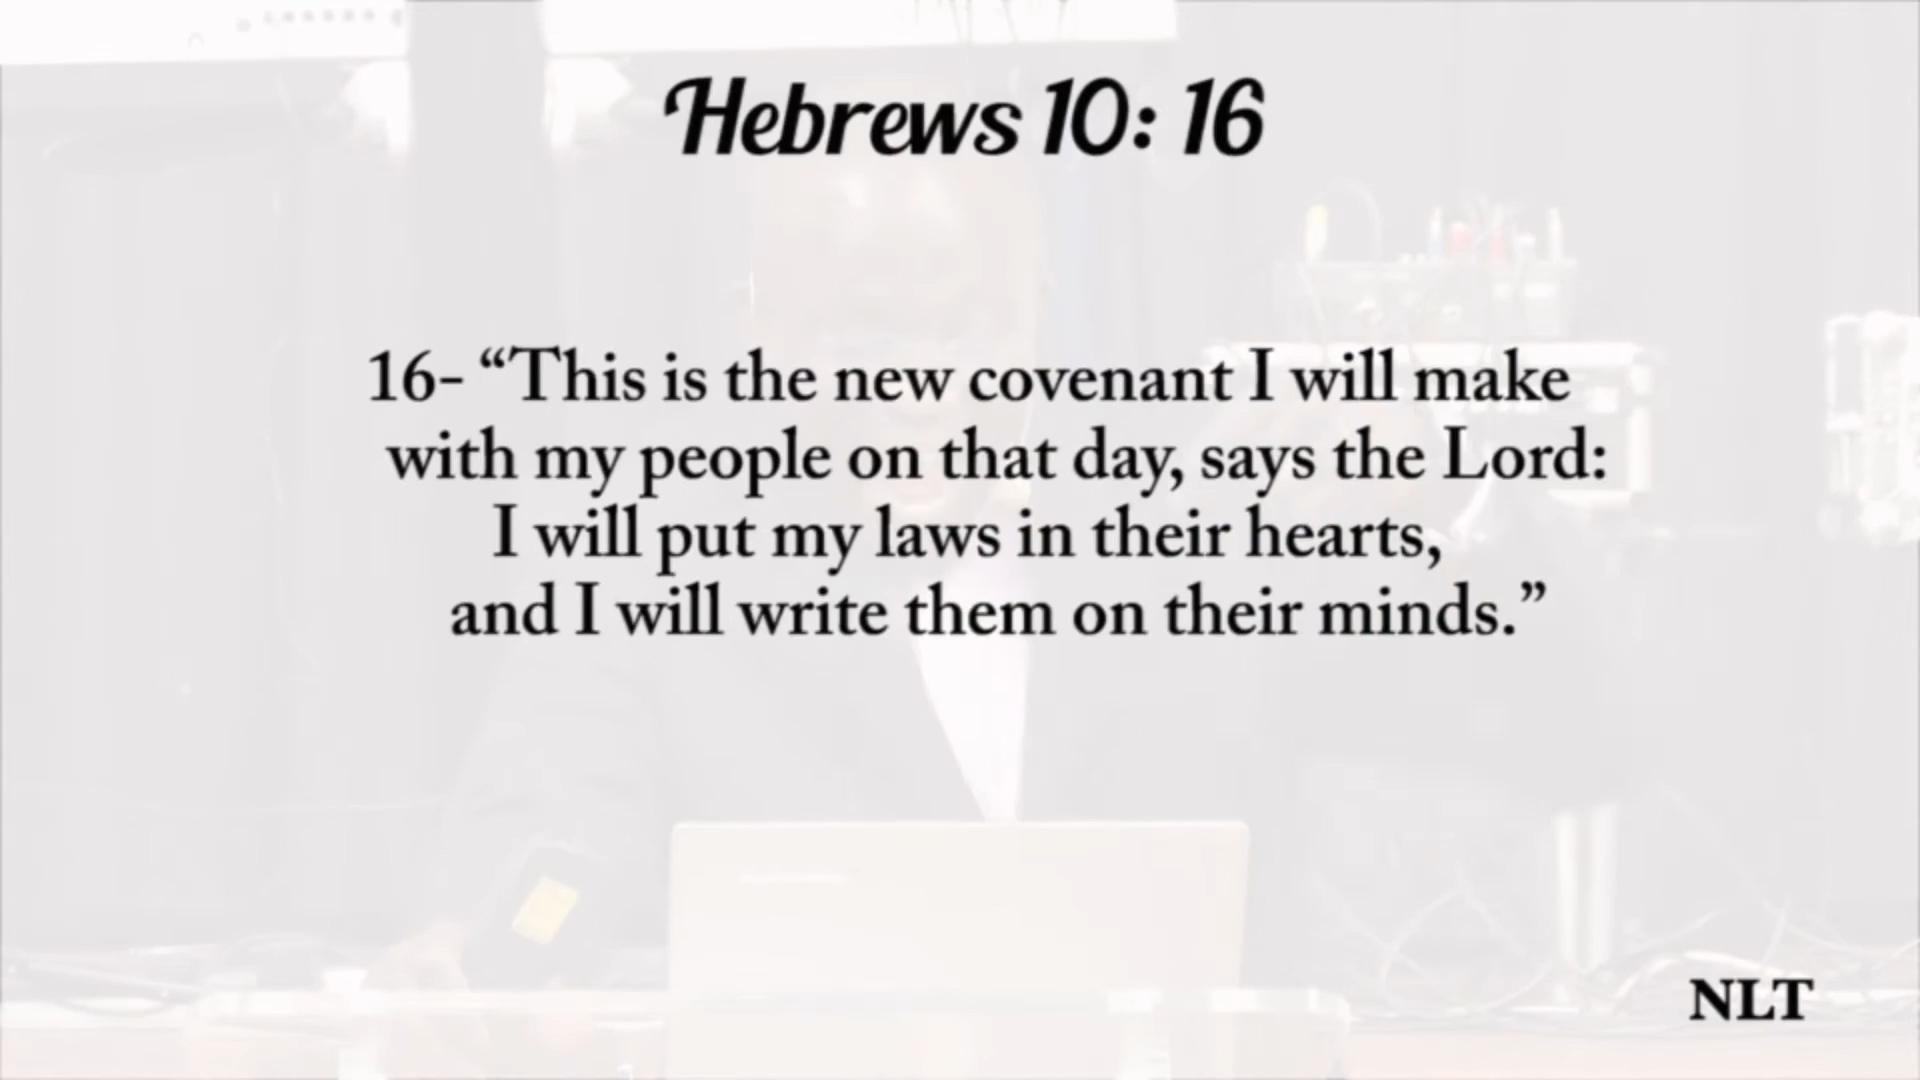 Hebrews 10: 16
16- “This is the new covenant I will make
with my people on that day, says the Lord:
I will put my laws in their hearts,
and I will write them on their minds.”
NLT